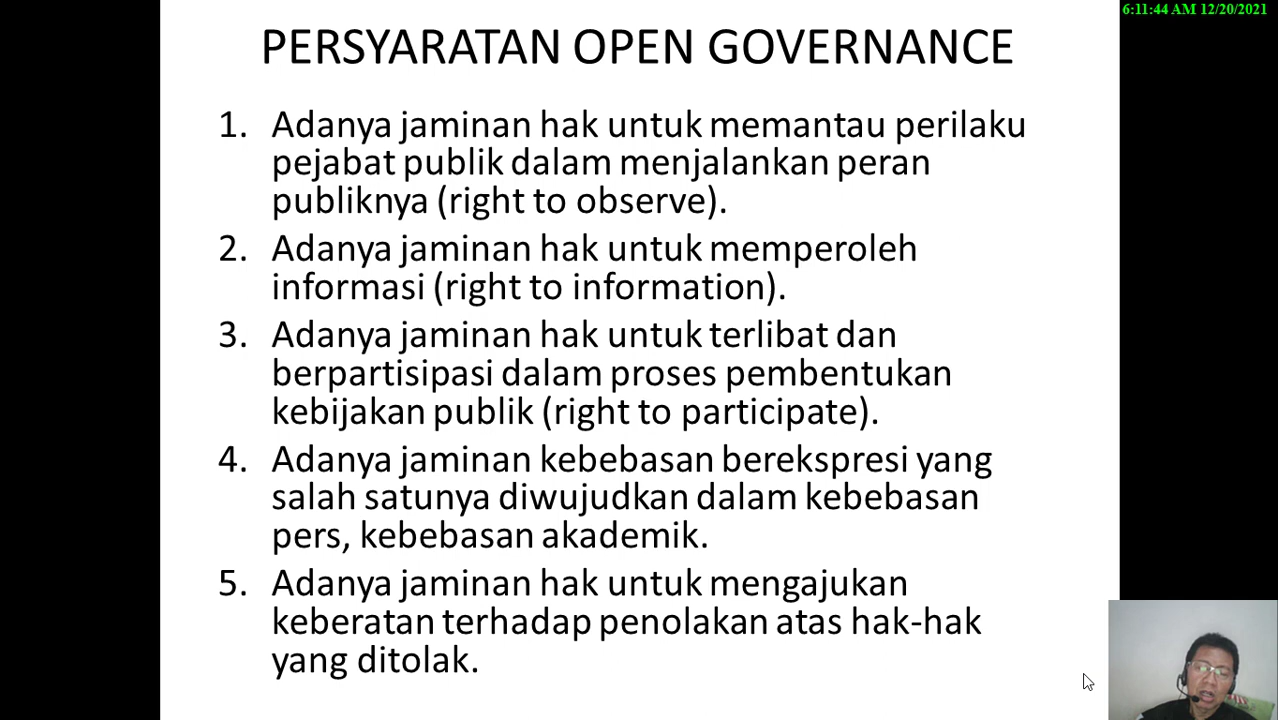 6:11:44 AM 12/20/2021
PERSYARATAN OPEN GOVERNANCE
1. Adanya jaminan hak untuk memantau perilaku
pejabat publik dalam menjalankan peran
publiknya (right to observe).
2. Adanya jaminan hak untuk memperoleh
informasi (right to information).
3. Adanya jaminan hak untuk terlibat dan
berpartisipasi dalam proses pembentukan
kebijakan publik (right to participate).
4. Adanya jaminan kebebasan berekspresi yang
salah satunya diwujudkan dalam kebebasan
pers, kebebasan akademik.
5. Adanya jaminan hak untuk mengajukan
keberatan terhadap penolakan atas hak-hak
yang ditolak.